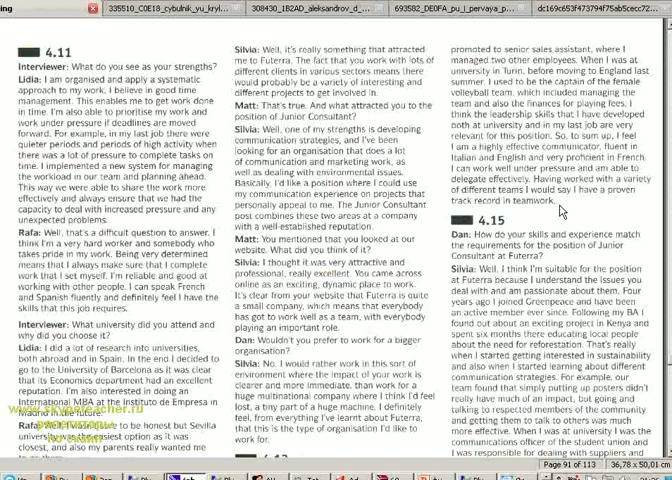 ing
335510_C0E18_cybulnik_yu_kryl...
308430_1B2AD_aleksandrov_d_...
693582_DE0FA_pu_l_pervaya_p...
dc169c653f473794f75ab5cecc72...
4.11
Interviewer: What do you see as your strengths?
Lidia: I am organised and apply a systematic
approach to my work. I believe in good time
management. This enables me to get work done
in time. I'm also able to prioritise my work and
work under pressure if deadlines are moved
forward. For example, in my last job there were
quieter periods and periods of high activity when
there was a lot of pressure to complete tasks on
time. I implemented a new system for managing
the workload in our team and planning ahead.
This way we were able to share the work more
effectively and always ensure that we had the
capacity to deal with increased pressure and any
unexpected problems.
Rafa: Well, that's a difficult question to answer. I
think I'm a very hard worker and somebody who
takes pride in my work. Being very determined
means that I always make sure that I complete
work that I set myself. I'm reliable and good at
working with other people. I can speak French
and Spanish fluently and definitely feel I have the
skills that this job requires.
Interviewer: What university did you attend and
why did you choose it?
Lidia: I did a lot of research into universities,
both abroad and in Spain. In the end I decided to
go to the University of Barcelona as it was clear
that its Economics department had an excellent
reputation. I'm also interested in doing an
International MBA at the Instituto de Empresa in
Madrid in the future.
Rafa: Well, I have to be honest but Sevilla
university was the easiest option as it was
closest, and also my parents really wanted me
Silvia: Well, it's really something that attracted
me to Futerra. The fact that you work with lots of
different clients in various sectors means there
would probably be a variety of interesting and
different projects to get involved in.
Matt: That's true. And what attracted you to the
position of Junior Consultant?
Silvia: Well, one of my strengths is developing
communication strategies, and I've been
looking for an organisation that does a lot
of communication and marketing work, as
well as dealing with environmental issues.
Basically, I'd like a position where I could use
my communication experience on projects that
personally appeal to me. The Junior Consultant
post combines these two areas at a company
with a well-established reputation.
Matt: You mentioned that you looked at our
website. What did you think of it?
Silvia: I thought it was very attractive and
professional, really excellent. You came across
online as an exciting, dynamic place to work.
It's clear from your website that Futerra is quite
a small company, which means that everybody
has got to work well as a team, with everybody
playing an important role.
Dan: Wouldn't you prefer to work for a bigger
organisation?
Silvia: No. I would rather work in this sort of
environment where the impact of your work is
clearer and more immediate, than work for a
huge multinational company where I think I'd feel
lost, a tiny part of a huge machine. I definitely
feel, from everything I've learnt about Futerra,
that this is the type of organisation I'd like to
work for.
promoted to senior sales assistant, where I
managed two other employees. When I was at
university in Turin, before moving to England last
summer, I used to be the captain of the female
volleyball team, which included managing the
team and also the finances for playing fees. I
think the leadership skills that I have developed
both at university and in my last job are very
relevant for this position. So, to sum up, I feel
I am a highly effective communicator, fluent in
Italian and English and very proficient in French.
I can work well under pressure and am able to
delegate effectively. Having worked with a variety
of different teams I would say I have a proven
track record in teamwork.
4.15
Dan: How do your skills and experience match
the requirements for the position of Junior
Consultant at Futerra?
Silvia: Well, I think I'm suitable for the position
at Futerra because I understand the issues you
deal with and am passionate about them. Four
years ago I joined Greenpeace and have been
an active member ever since. Following my BA I
found out about an exciting project in Kenya and
spent six months there educating local people
about the need for reforestation. That's really
when I started getting interested in sustainability
and also when I started learning about different
communication strategies. For example, our
team found that simply putting up posters didn't
really have much of an impact, but going and
talking to respected members of the community
and getting them to talk to others was much
more effective. When I was at university I was the
communications officer of the student union and
I was responsible for dealing with suppliers and
Page 91 of 113
36,78 x 50,01 cm